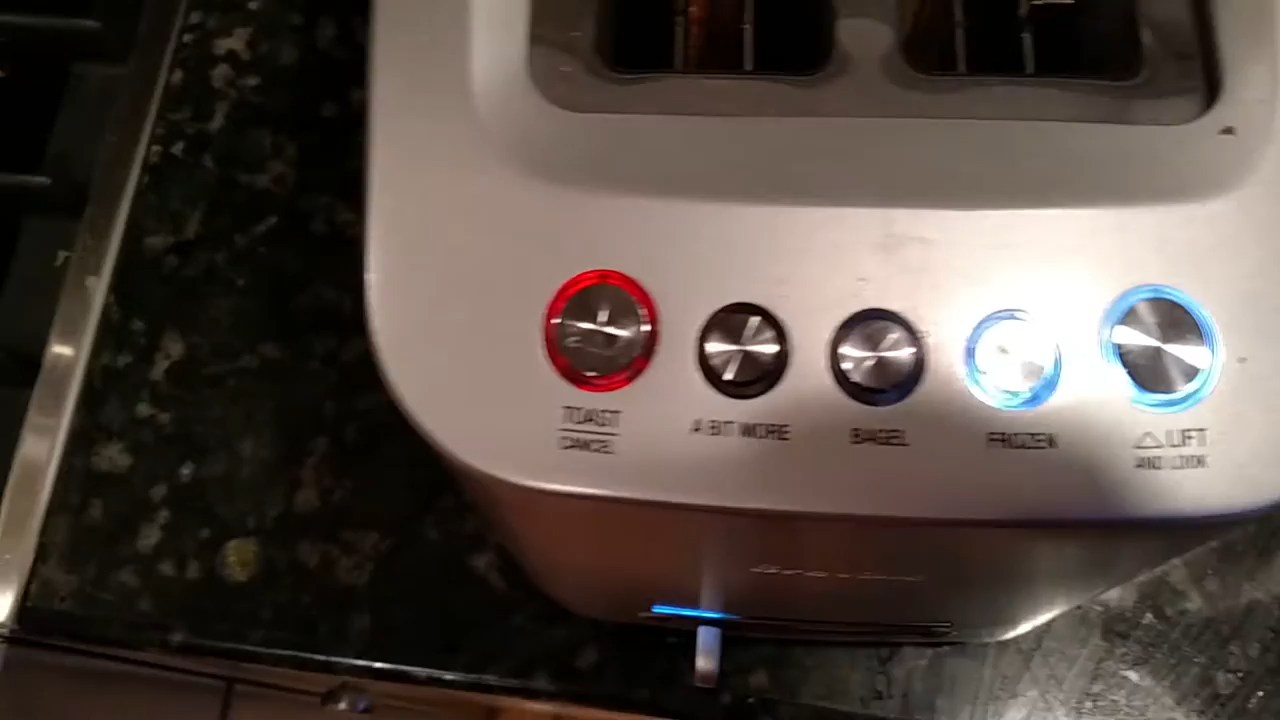 TOAST
CANCEL
A BIT MORE
BAGEL
FROZEN
△ LIFT
AND LOOK